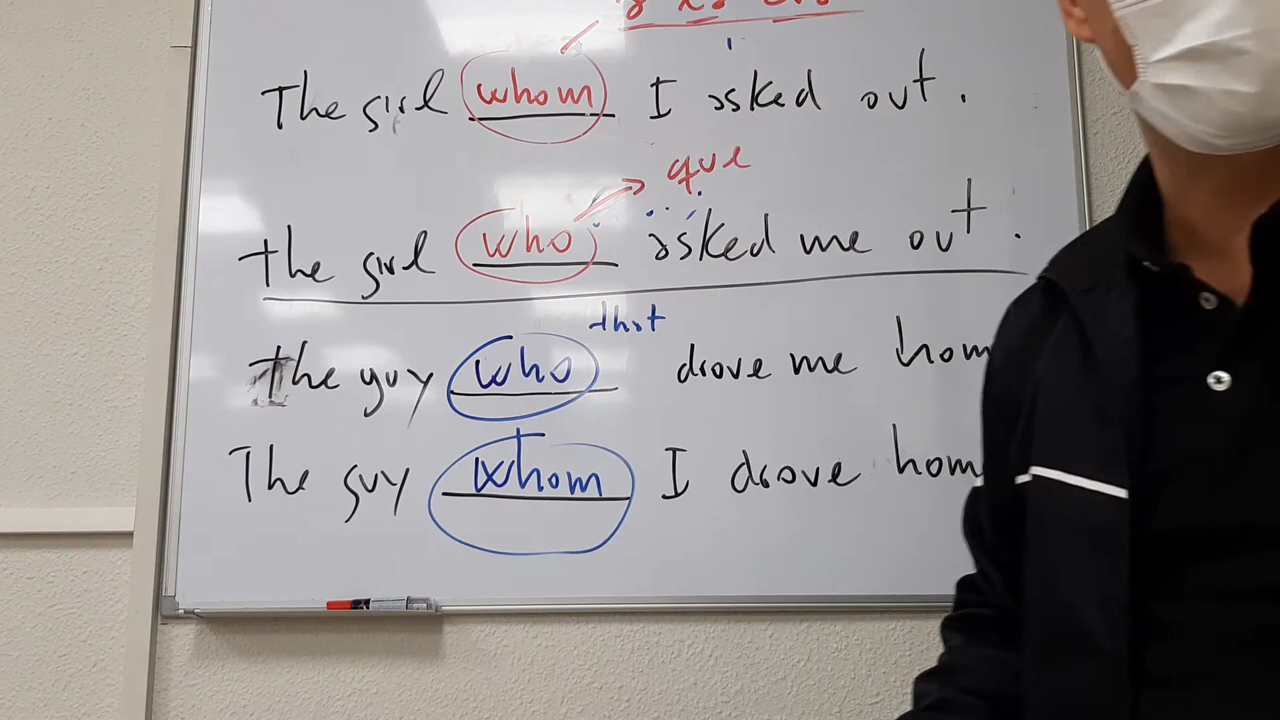 The girl whom I asked out.
que
the girl who asked me out.
that
the guy who drove me hom
The guy whom I drove hom